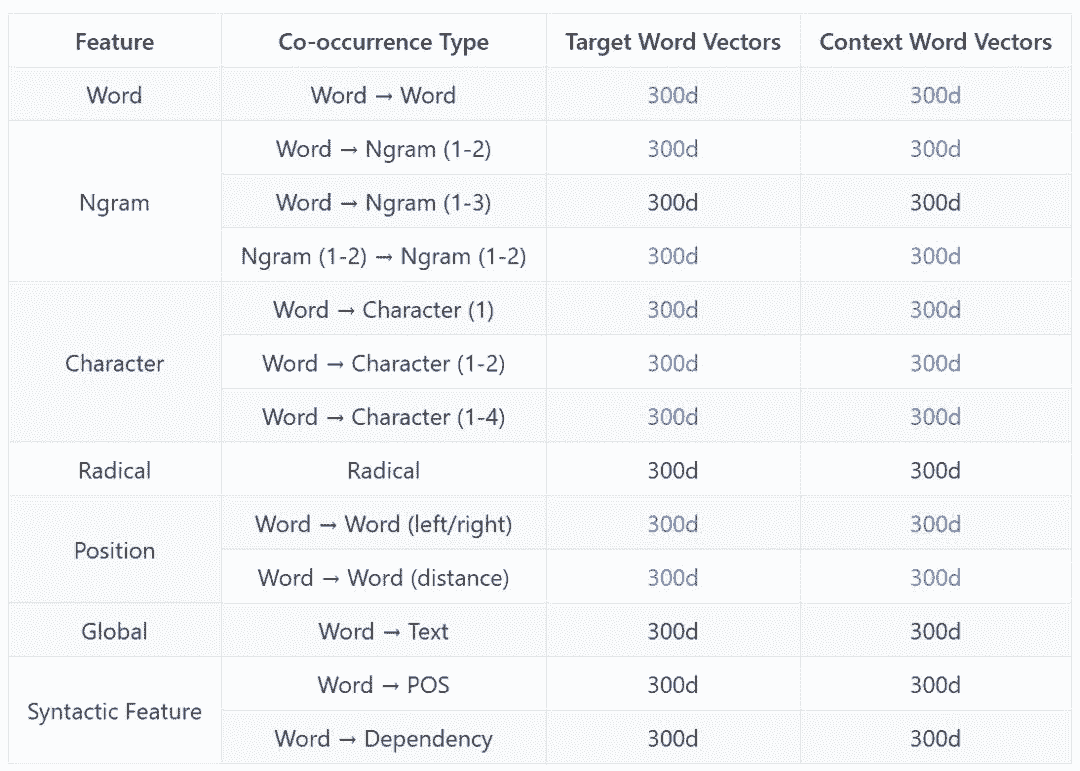 Feature Co-occurrence Type Target Word Vectors Context Word Vectors
Word Word → Word 300d 300d
Ngram Word → Ngram (1-2) 300d 300d
Word → Ngram (1-3) 300d 300d
Ngram (1-2) → Ngram (1-2) 300d 300d
Character Word → Character (1) 300d 300d
Word → Character (1-2) 300d 300d
Word → Character (1-4) 300d 300d
Radical Radical 300d 300d
Position Word → Word (left/right) 300d 300d
Word → Word (distance) 300d 300d
Global Word → Text 300d 300d
Syntactic Feature Word → POS 300d 300d
Word → Dependency 300d 300d